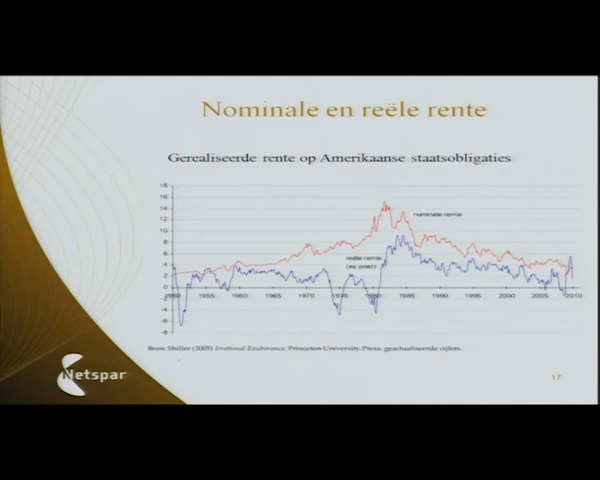 Nominale en reële rente
Gerealiseerde rente op Amerikaanse staatsobligaties
18
16
14
12
10
8
6
4
2
0
-2
-4
-6
-8
nominale rente
reële rente
(ex post)
1950 1955 1960 1965 1970 1975 1980 1985 1990 1995 2000 2005 2010
Bron: Shiller (2005) Irrational Exuberance, Princeton University Press, geactualiseerde cijfers.
Netspar
17